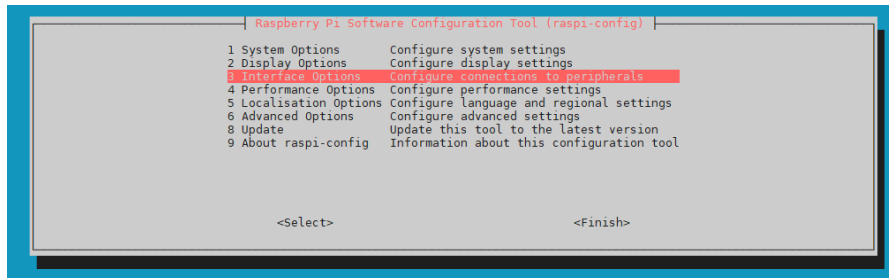 Raspberry Pi Software Configuration Tool (raspi-config)
1 System Options Configure system settings
2 Display Options Configure display settings
3 Interface Options Configure connections to peripherals
4 Performance Options Configure performance settings
5 Localisation Options Configure language and regional settings
6 Advanced Options Configure advanced settings
8 Update Update this tool to the latest version
9 About raspi-config Information about this configuration tool
<Select> <Finish>